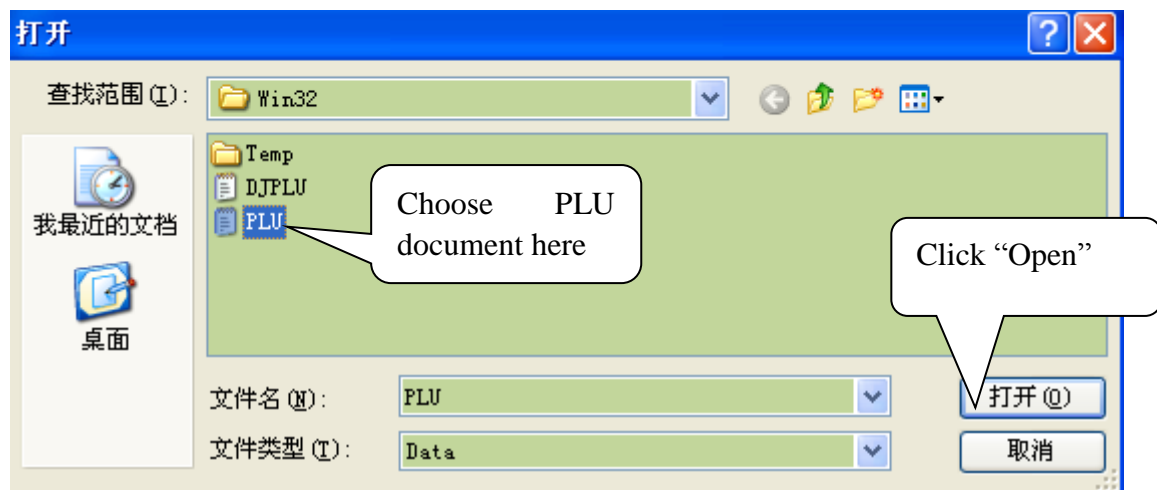 打开
查找范围(I):
Win32
Temp
DJPLU
PLU
Choose PLU
document here
我最近的文档
桌面
Click “Open”
文件名(N):
PLU
打开(O)
文件类型(T):
Data
取消